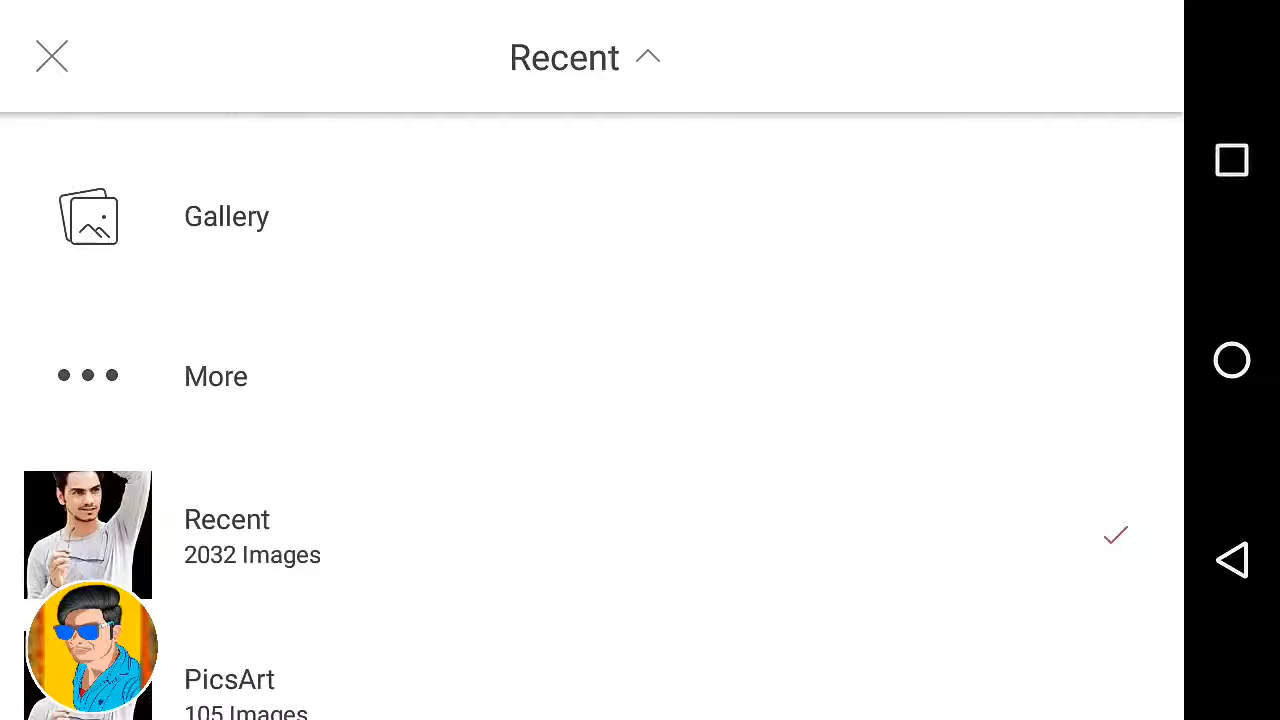 Recent
Gallery
More
Recent
2032 Images
PicsArt
105 Images